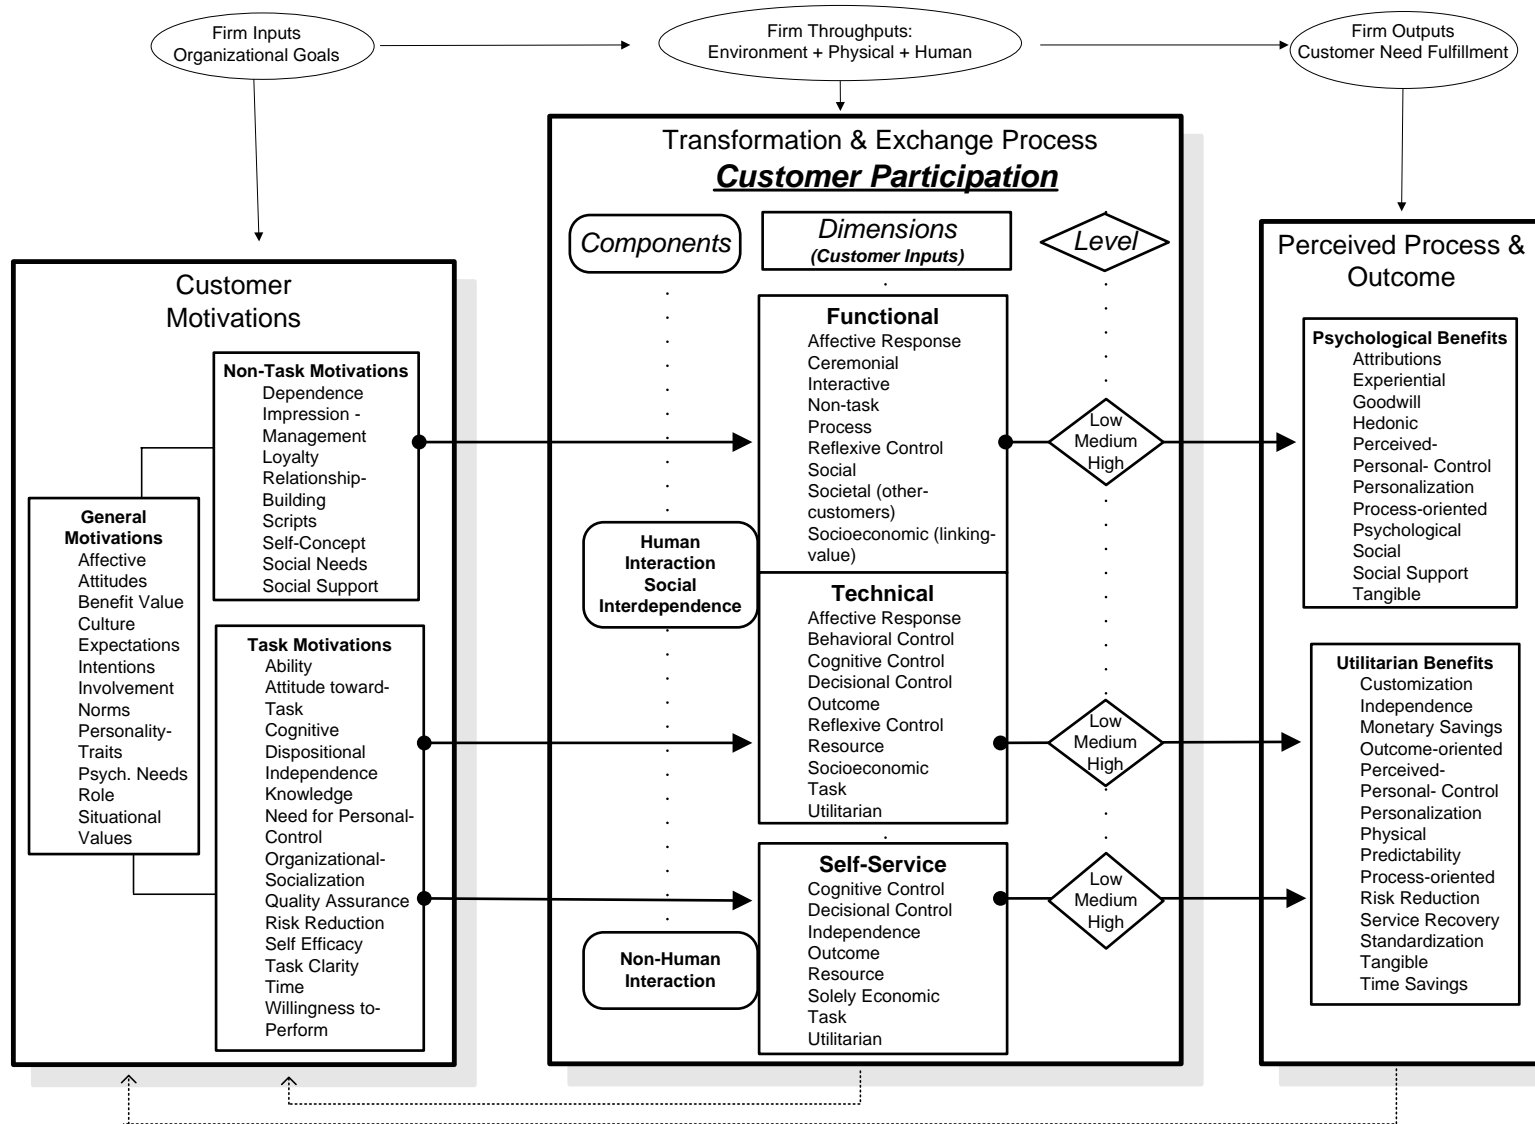 Firm Inputs
Organizational Goals
Firm Throughputs:
Environment + Physical + Human
Firm Outputs
Customer Need Fulfillment
Customer
Motivations
Non-Task Motivations
Dependence
Impression -
Management
Loyalty
Relationship-
Building
Scripts
Self-Concept
Social Needs
Social Support
General
Motivations
Affective
Attitudes
Benefit Value
Culture
Expectations
Intentions
Involvement
Norms
Personality-
Traits
Psych. Needs
Role
Situational
Values
Task Motivations
Ability
Attitude toward-
Task
Cognitive
Dispositional
Independence
Knowledge
Need for Personal-
Control
Organizational-
Socialization
Quality Assurance
Risk Reduction
Self Efficacy
Task Clarity
Time
Willingness to-
Perform
Transformation & Exchange Process
Customer Participation
Components
Dimensions
(Customer Inputs)
Level
Human
Interaction
Social
Interdependence
Non-Human
Interaction
Functional
Affective Response
Ceremonial
Interactive
Non-task
Process
Reflexive Control
Social
Societal (other-
customers)
Socioeconomic (linking-
value)
Technical
Affective Response
Behavioral Control
Cognitive Control
Decisional Control
Outcome
Reflexive Control
Resource
Socioeconomic
Task
Utilitarian
Self-Service
Cognitive Control
Decisional Control
Independence
Outcome
Resource
Solely Economic
Task
Utilitarian
Low
Medium
High
Low
Medium
High
Low
Medium
High
Perceived Process &
Outcome
Psychological Benefits
Attributions
Experiential
Goodwill
Hedonic
Perceived-
Personal- Control
Personalization
Process-oriented
Psychological
Social
Social Support
Tangible
Utilitarian Benefits
Customization
Independence
Monetary Savings
Outcome-oriented
Perceived-
Personal- Control
Personalization
Physical
Predictability
Process-oriented
Risk Reduction
Service Recovery
Standardization
Tangible
Time Savings